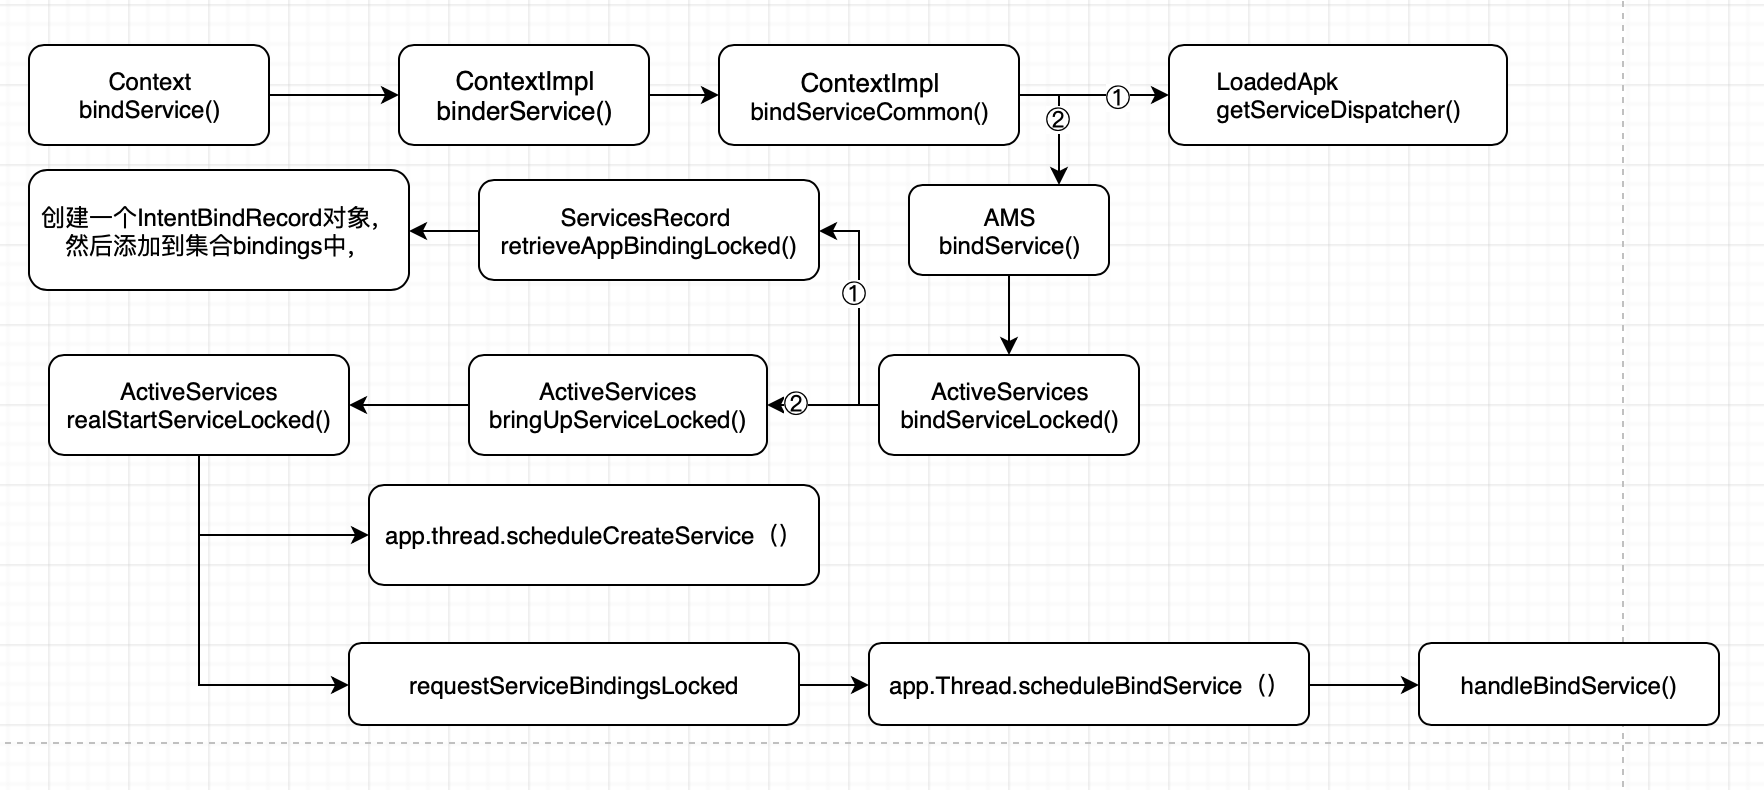 Context
bindService()
ContextImpl
binderService()
ContextImpl
bindServiceCommon()
①
②
LoadedApk
getServiceDispatcher()
创建一个IntentBindRecord对象，
然后添加到集合bindings中，
ServicesRecord
retrieveAppBindingLocked()
AMS
bindService()
①
ActiveServices
realStartServiceLocked()
ActiveServices
bringUpServiceLocked()
②
ActiveServices
bindServiceLocked()
app.thread.scheduleCreateService（）
requestServiceBindingsLocked
app.Thread.scheduleBindService（）
handleBindService()